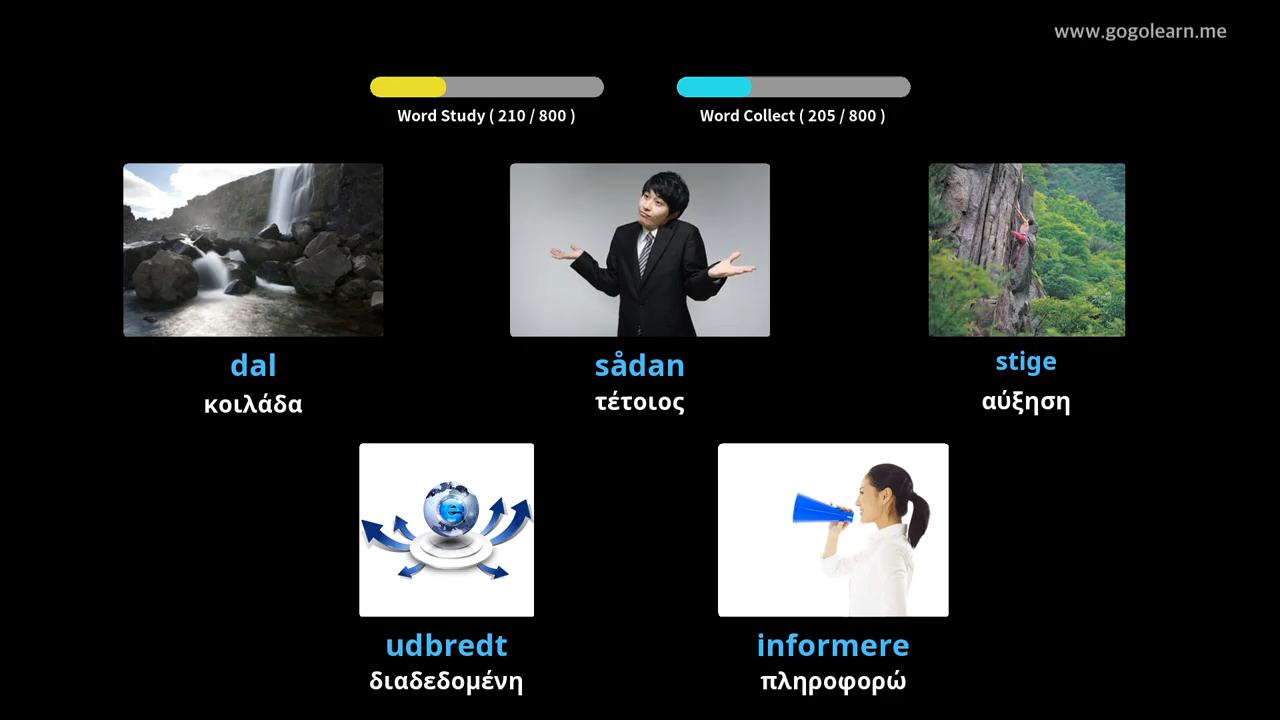 www.gogolearn.me
Word Study ( 210 / 800 )
Word Collect ( 205 / 800 )
dal
κοιλάδα
sådan
τέτοιος
stige
αύξηση
e
udbredt
διαδεδομένη
informere
πληροφορώ